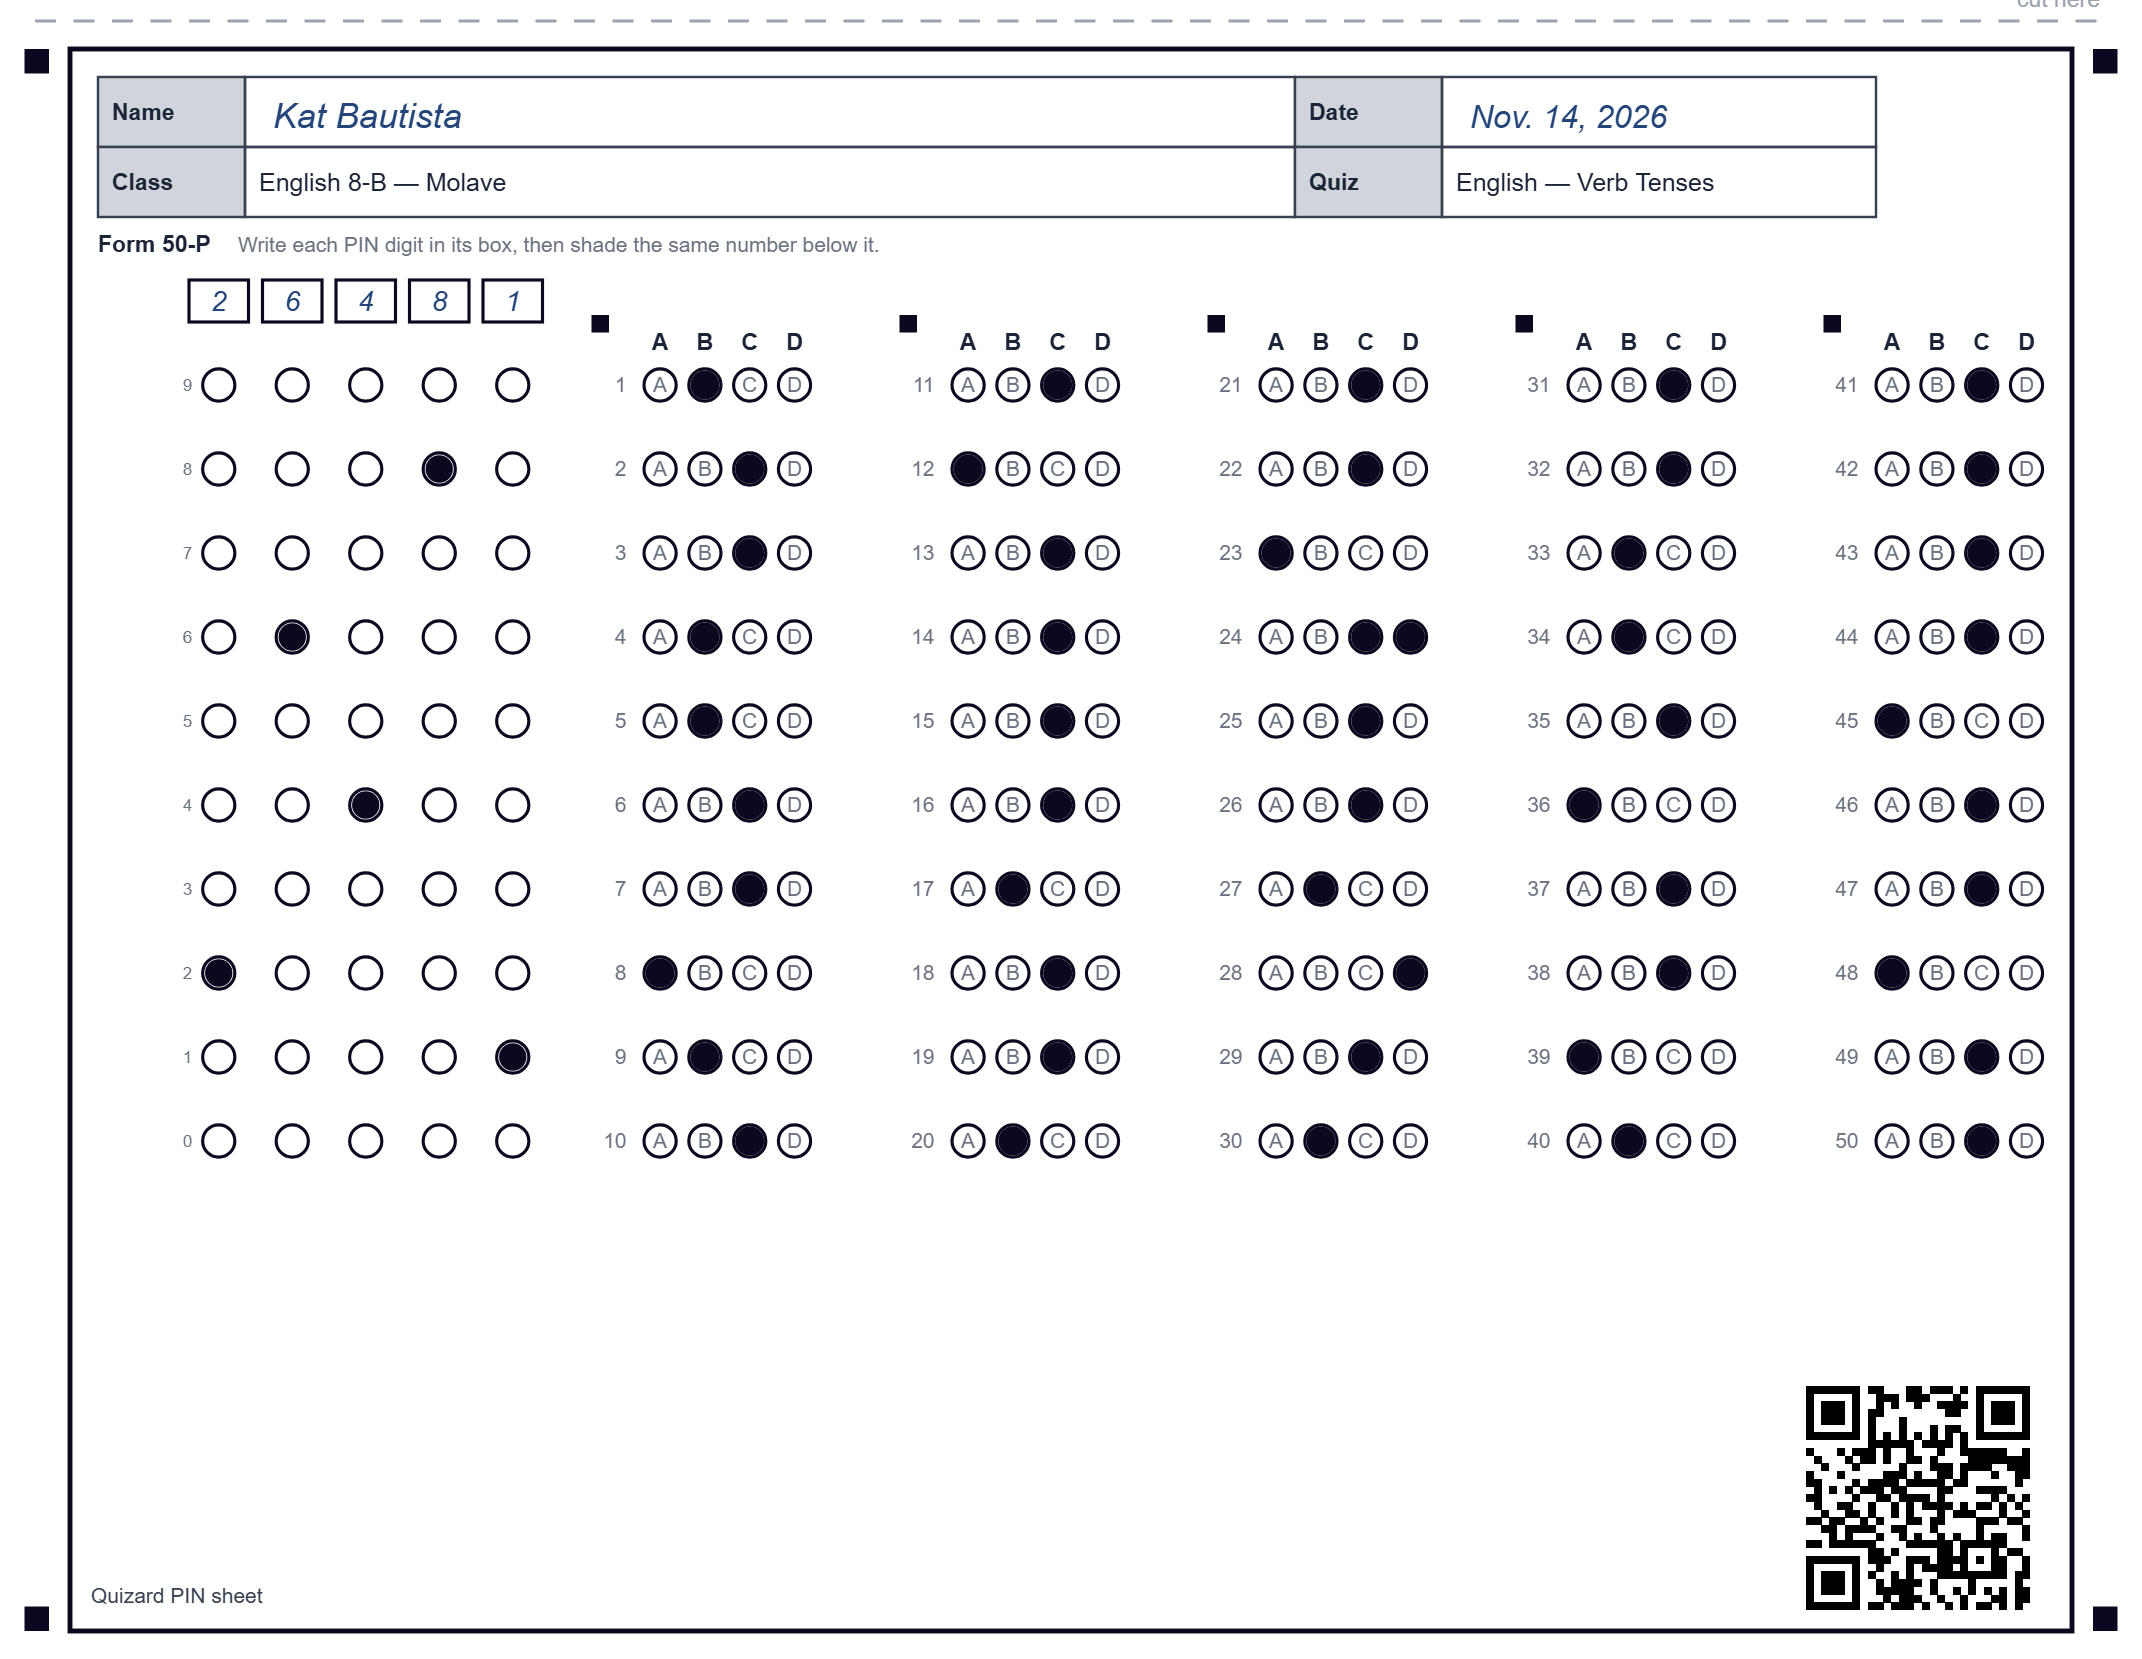 cut here
Name Kat Bautista Date Nov. 14, 2026
Class English 8-B — Molave Quiz English — Verb Tenses
Form 50-P Write each PIN digit in its box, then shade the same number below it.
2 6 4 8 1
A B C D A B C D A B C D A B C D A B C D
9 1 A C D 11 A B D 21 A B D 31 A B D 41 A B D
8 2 A B D 12 B C D 22 A B D 32 A B D 42 A B D
7 3 A B D 13 A B D 23 B C D 33 A C D 43 A B D
6 4 A C D 14 A B D 24 A B 34 A C D 44 A B D
5 5 A C D 15 A B D 25 A B D 35 A B D 45 B C D
4 6 A B D 16 A B D 26 A B D 36 B C D 46 A B D
3 7 A B D 17 A C D 27 A C D 37 A B D 47 A B D
2 8 B C D 18 A B D 28 A B C 38 A B D 48 B C D
1 9 A C D 19 A B D 29 A B D 39 B C D 49 A B D
0 10 A B D 20 A C D 30 A C D 40 A C D 50 A B D
Quizard PIN sheet